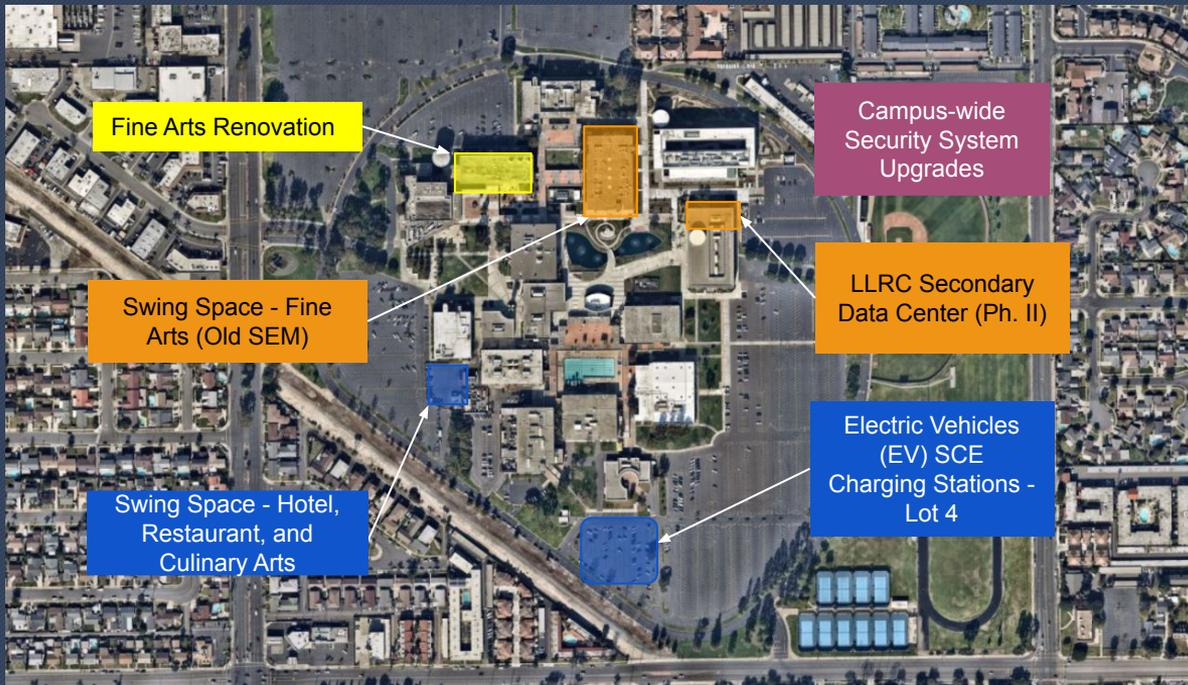 Fine Arts Renovation
Campus-wide
Security System
Upgrades
Swing Space - Fine
Arts (Old SEM)
LLRC Secondary
Data Center (Ph. II)
Swing Space - Hotel,
Restaurant, and
Culinary Arts
Electric Vehicles
(EV) SCE
Charging Stations -
Lot 4